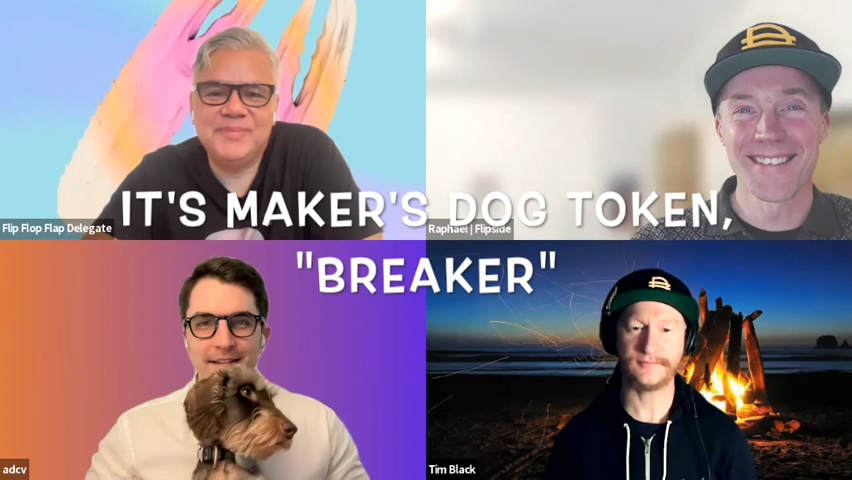 IT'S MAKER'S DOG TOKEN,
Flip Flop Flap Delegate
Raphael | Flipside
"BREAKER"
adcv
Tim Black